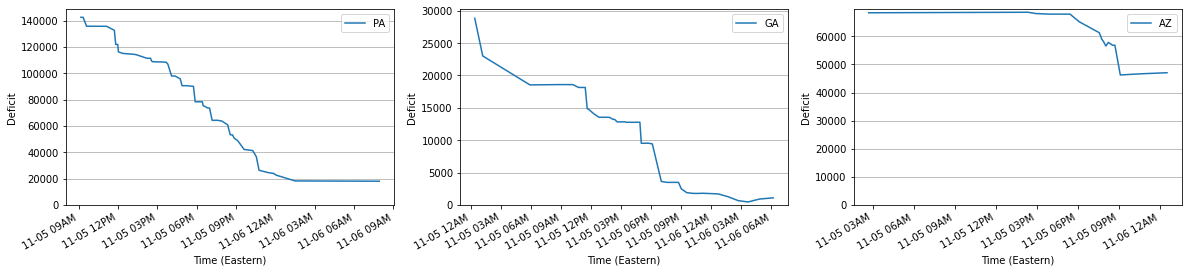 PA
140000
120000
100000
80000
60000
40000
20000
0
Deficit
11-05 09AM
11-05 12PM
11-05 03PM
11-05 06PM
11-05 09PM
11-06 12AM
11-06 03AM
11-06 06AM
11-06 09AM
Time (Eastern)
GA
30000
25000
20000
15000
10000
5000
0
Deficit
11-05 12AM
11-05 03AM
11-05 06AM
11-05 09AM
11-05 12PM
11-05 03PM
11-05 06PM
11-05 09PM
11-06 12AM
11-06 03AM
11-06 06AM
Time (Eastern)
AZ
60000
50000
40000
30000
20000
10000
0
Deficit
11-05 03AM
11-05 06AM
11-05 09AM
11-05 12PM
11-05 03PM
11-05 06PM
11-05 09PM
11-06 12AM
Time (Eastern)